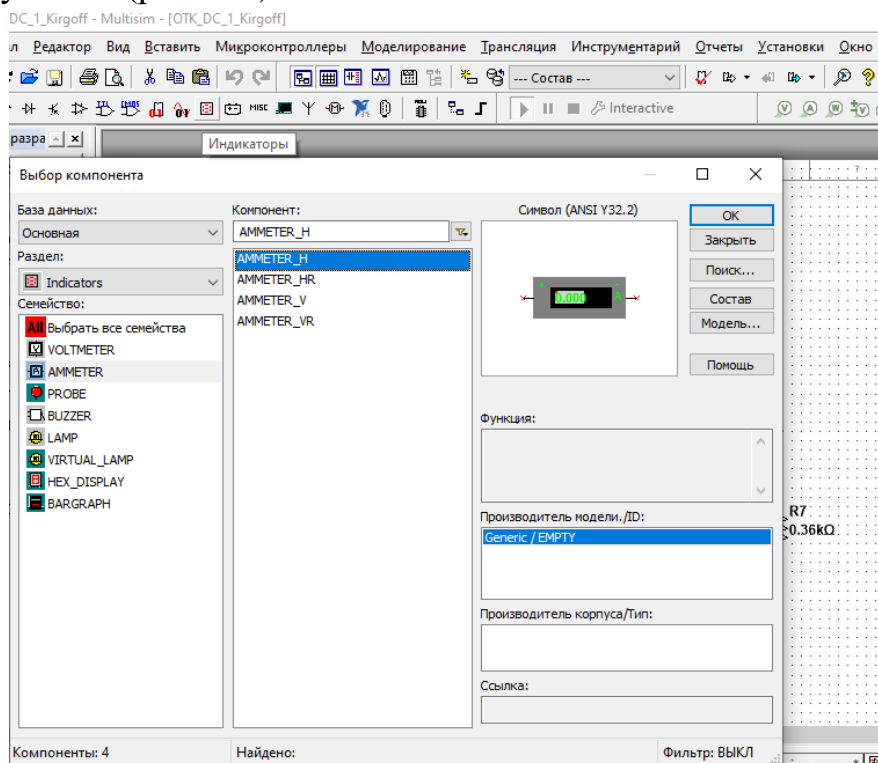 DC_1_Kirgoff - Multisim - [OTK_DC_1_Kirgoff]
л Редактор Вид Вставить Микроконтроллеры Моделирование Трансляция Инструментарий Отчеты Установки Окно
--- Состав ---
MISC Interactive
разра
Индикаторы
7
Выбор компонента
База данных:
Основная
Раздел:
Indicators
Семейство:
All Выбрать все семейства
VOLTMETER
AMMETER
PROBE
BUZZER
LAMP
VIRTUAL_LAMP
HEX_DISPLAY
BARGRAPH
Компонент:
AMMETER_H
AMMETER_H
AMMETER_HR
AMMETER_V
AMMETER_VR
Символ (ANSI Y32.2)
0.000 A
Функция:
Производитель модели./ID:
Generic / EMPTY
Производитель корпуса/Тип:
Ссылка:
OK
Закрыть
Поиск...
Состав
Модель...
Помощь
R7
0.36kΩ
Компоненты: 4
Найдено:
Фильтр: ВЫКЛ